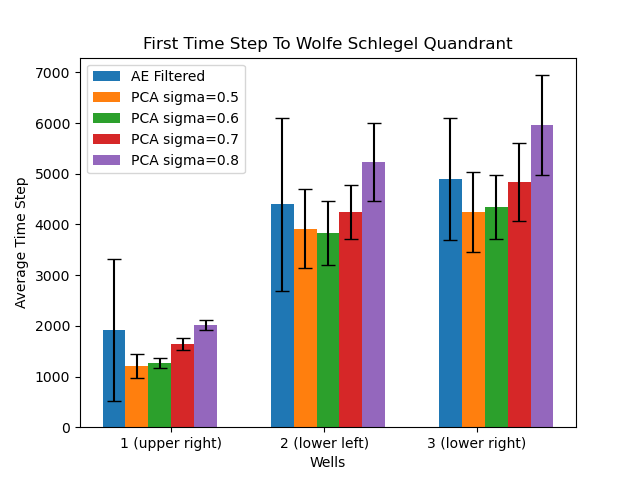 First Time Step To Wolfe Schlegel Quandrant
AE Filtered
PCA sigma=0.5
PCA sigma=0.6
PCA sigma=0.7
PCA sigma=0.8
7000
6000
5000
4000
3000
2000
1000
0
Average Time Step
1 (upper right)
2 (lower left)
3 (lower right)
Wells